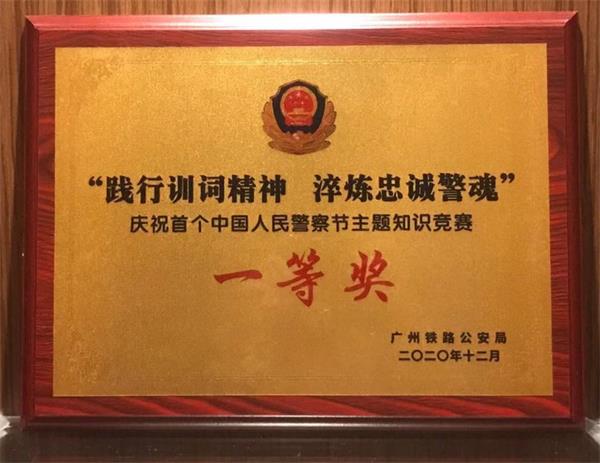 “践行训词精神 淬炼忠诚警魂”
庆祝首个中国人民警察节主题知识竞赛
一等奖
广州铁路公安局
二〇二〇年十二月